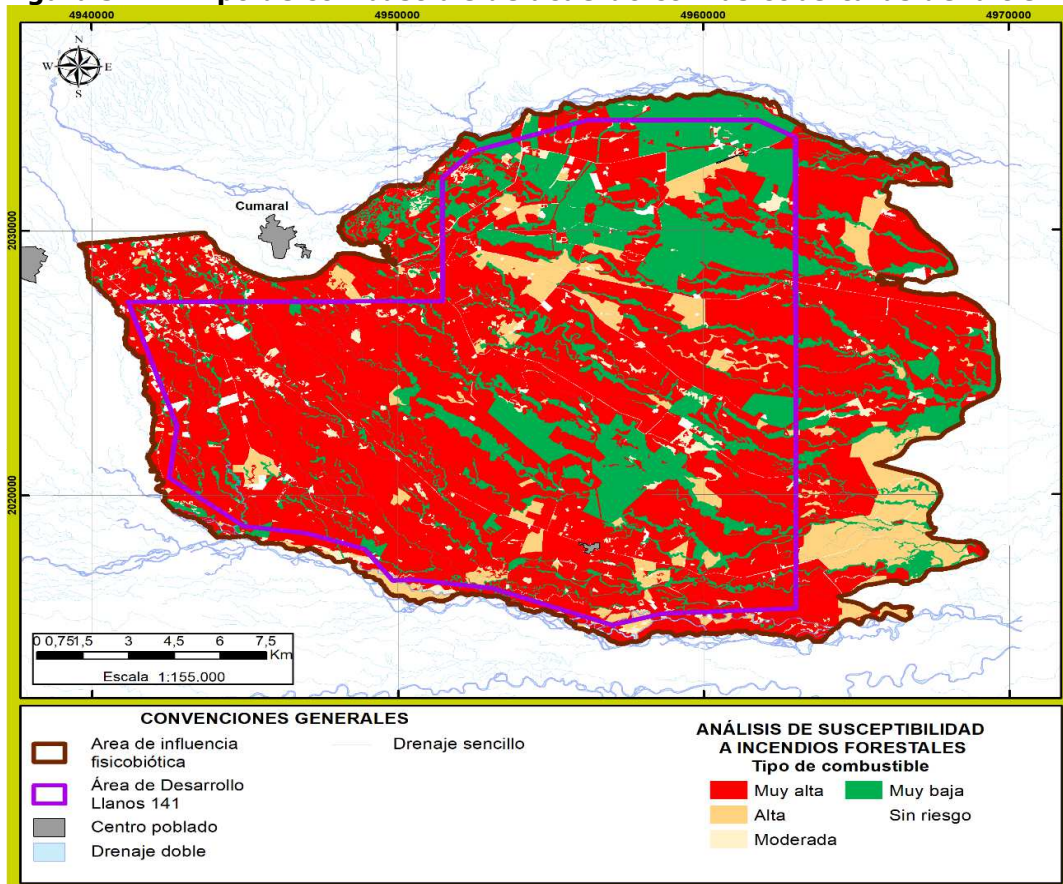 4940000 4950000 4960000 4970000
N
W E
S
Cumaral
2030000
2020000
0 0,75 1,5 3 4,5 6 7,5
Km
Escala 1:155.000
CONVENCIONES GENERALES
Area de influencia
fisicobiótica
Drenaje sencillo
Área de Desarrollo
Llanos 141
Centro poblado
Drenaje doble
ANÁLISIS DE SUSCEPTIBILIDAD
A INCENDIOS FORESTALES
Tipo de combustible
Muy alta Muy baja
Alta Sin riesgo
Moderada